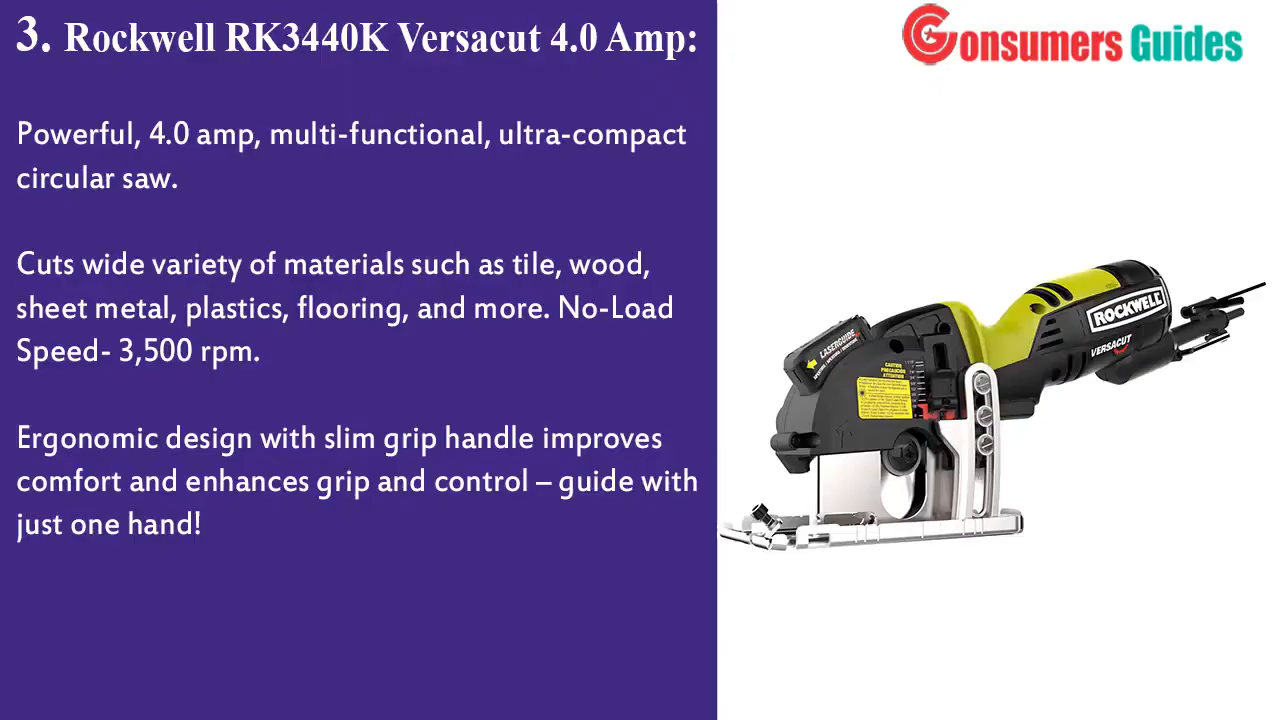 3. Rockwell RK3440K Versacut 4.0 Amp:
Consumers Guides
Powerful, 4.0 amp, multi-functional, ultra-compact
circular saw.
Cuts wide variety of materials such as tile, wood,
sheet metal, plastics, flooring, and more. No-Load
Speed- 3,500 rpm.
Ergonomic design with slim grip handle improves
comfort and enhances grip and control – guide with
just one hand!
LASERGUIDE
CAUTION
PRECAUCIÓN
ATTENTION
ROCKWELL
VERSACUT